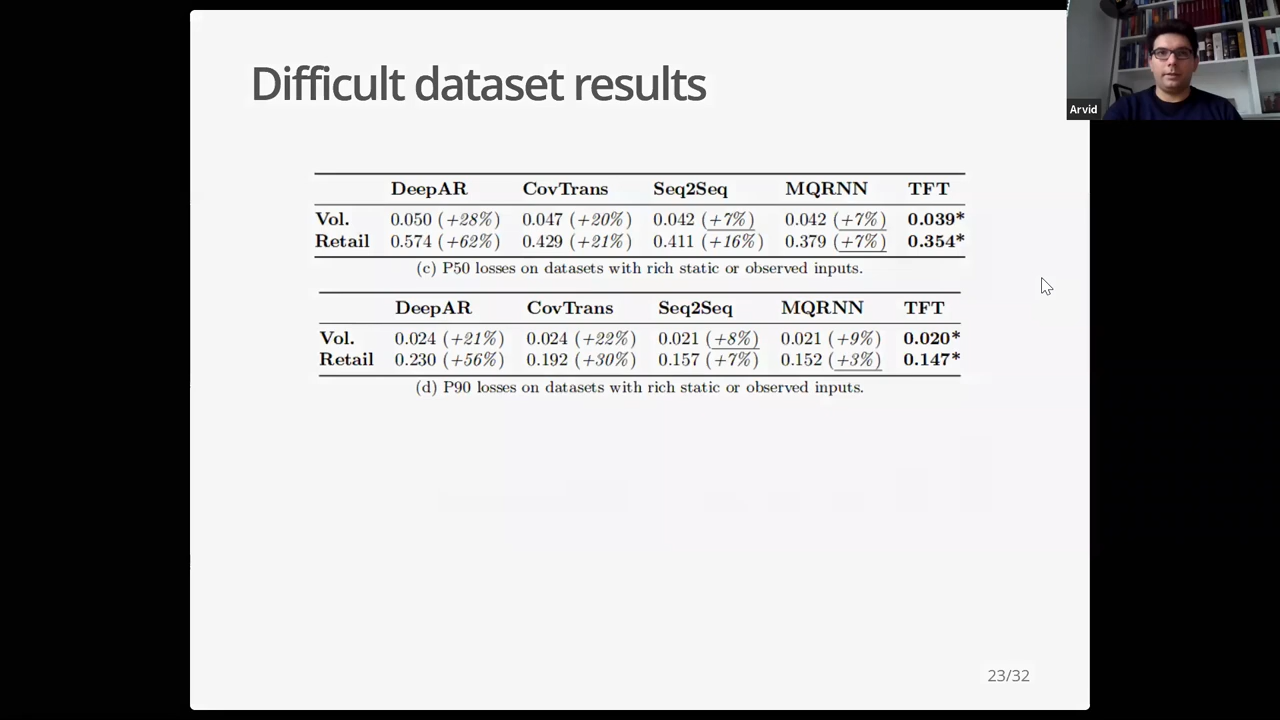 Difficult dataset results
Arvid
DeepAR CovTrans Seq2Seq MQRNN TFT
Vol. 0.050 (+28%) 0.047 (+20%) 0.042 (+7%) 0.042 (+7%) 0.039*
Retail 0.574 (+62%) 0.429 (+21%) 0.411 (+16%) 0.379 (+7%) 0.354*
(c) P50 losses on datasets with rich static or observed inputs.
DeepAR CovTrans Seq2Seq MQRNN TFT
Vol. 0.024 (+21%) 0.024 (+22%) 0.021 (+8%) 0.021 (+9%) 0.020*
Retail 0.230 (+56%) 0.192 (+30%) 0.157 (+7%) 0.152 (+3%) 0.147*
(d) P90 losses on datasets with rich static or observed inputs.
23/32